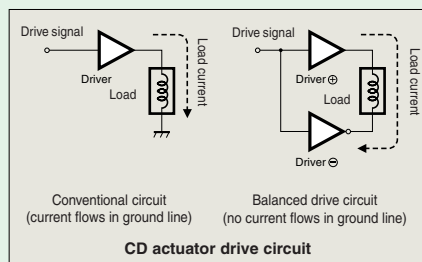 Drive signal
Driver
Load
Load current
Conventional circuit
(current flows in ground line)
Drive signal
Driver ⊕
Load
Driver ⊖
Load current
Balanced drive circuit
(no current flows in ground line)
CD actuator drive circuit